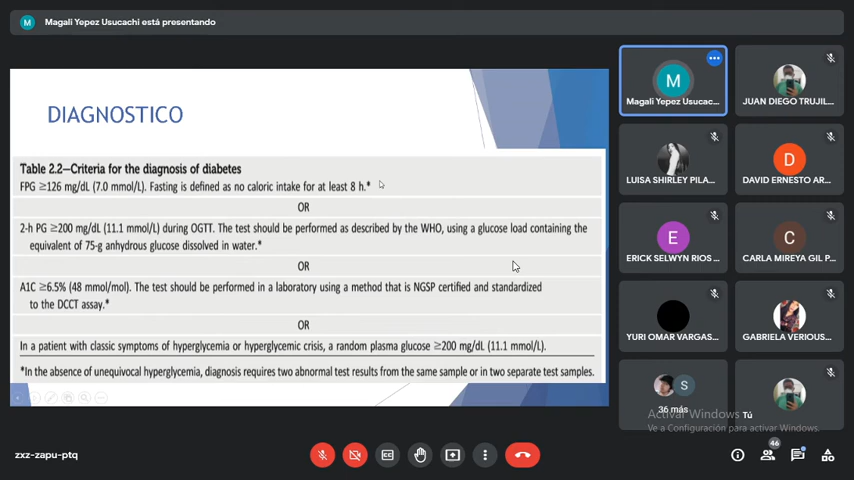 M
Magali Yepez Usucachi está presentando
DIAGNOSTICO
Table 2.2—Criteria for the diagnosis of diabetes
FPG ≥126 mg/dL (7.0 mmol/L). Fasting is defined as no caloric intake for at least 8 h.*
OR
2-h PG ≥200 mg/dL (11.1 mmol/L) during OGTT. The test should be performed as described by the WHO, using a glucose load containing the
equivalent of 75-g anhydrous glucose dissolved in water.*
OR
A1C ≥6.5% (48 mmol/mol). The test should be performed in a laboratory using a method that is NGSP certified and standardized
to the DCCT assay.*
OR
In a patient with classic symptoms of hyperglycemia or hyperglycemic crisis, a random plasma glucose ≥200 mg/dL (11.1 mmol/L).
*In the absence of unequivocal hyperglycemia, diagnosis requires two abnormal test results from the same sample or in two separate test samples.
M
Magali Yepez Usucac...
JUAN DIEGO TRUJIL...
LUISA SHIRLEY PILA...
D
DAVID ERNESTO AR...
E
ERICK SELWYN RIOS ...
C
CARLA MIREYA GIL P...
YURI OMAR VARGAS...
GABRIELA VERIOUS...
S
36 más
Tú
Activar Windows
Ve a Configuración para activar Windows.
zxz-zapu-ptq
CC
46